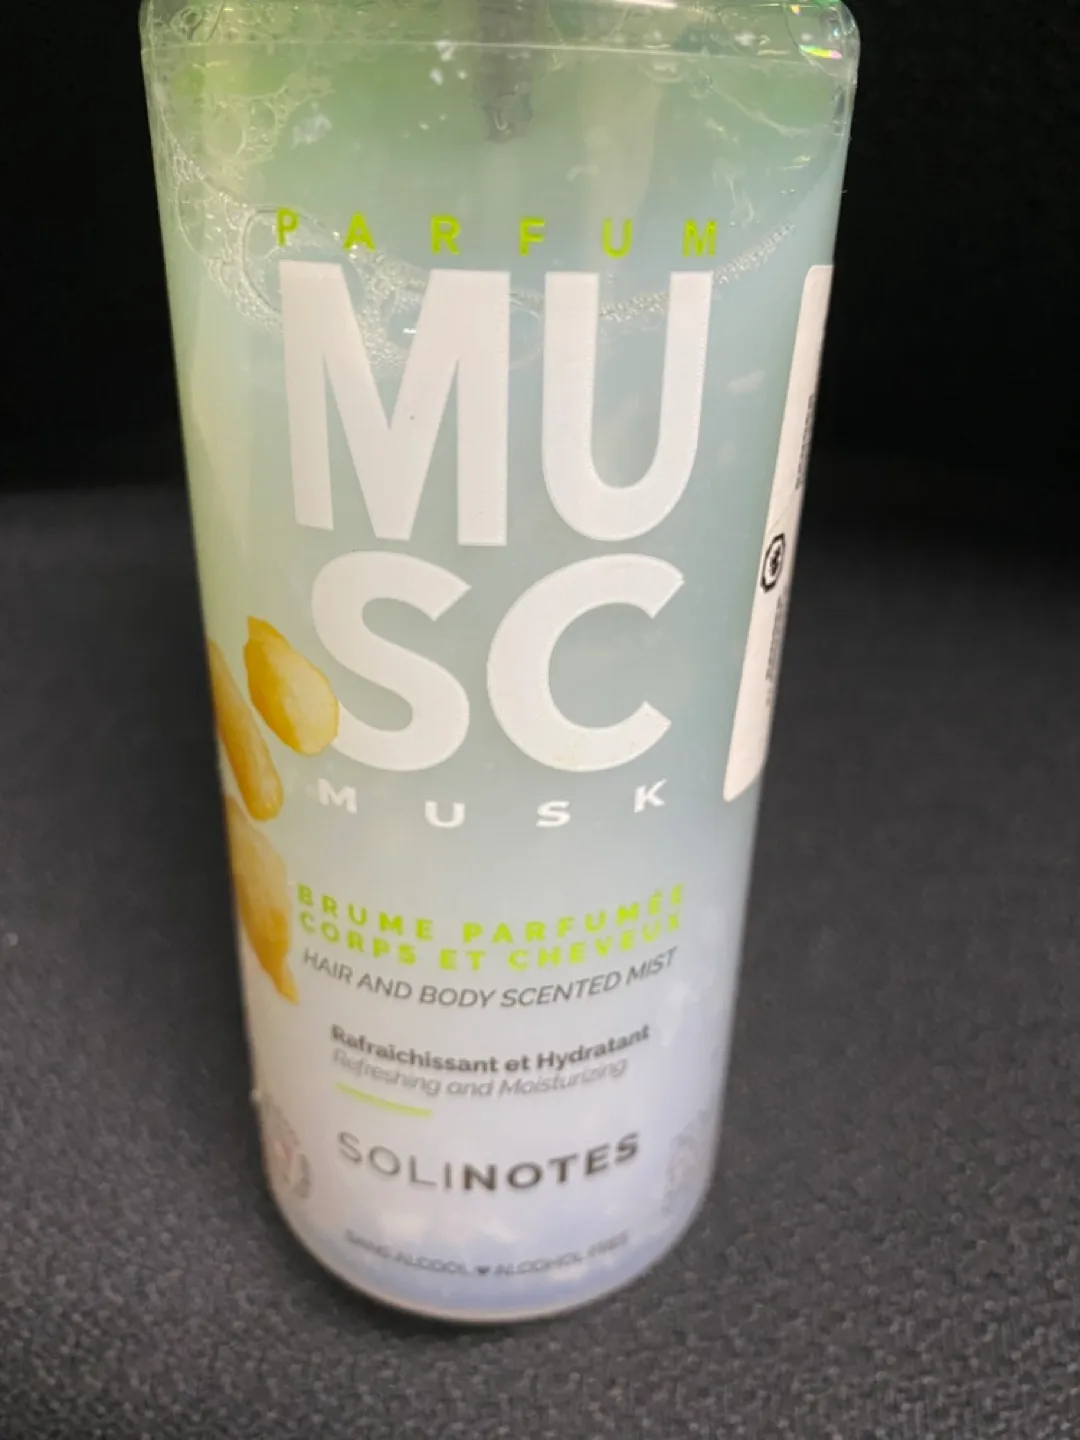 PARFUM
MU
SC
MUSK
BRUME PARFUMÉE
CORPS ET CHEVEUX
HAIR AND BODY SCENTED MIST
Rafraîchissant et Hydratant
Refreshing and Moisturizing
SOLINOTES
SANS ALCOOL ♥ ALCOHOL FREE